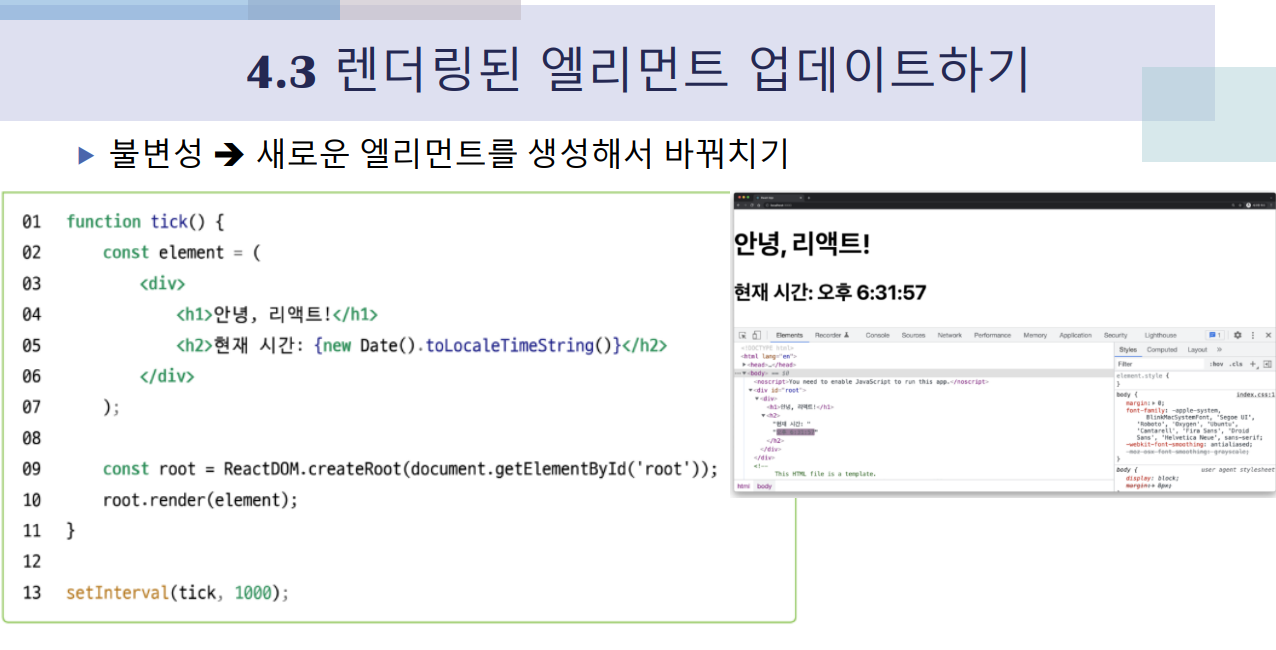 4.3 렌더링된 엘리먼트 업데이트하기
▶ 불변성 ➔ 새로운 엘리먼트를 생성해서 바꿔치기
01 function tick() {
02 const element = (
03 <div>
04 <h1>안녕, 리액트!</h1>
05 <h2>현재 시간: {new Date().toLocaleTimeString()}</h2>
06 </div>
07 );
08
09 const root = ReactDOM.createRoot(document.getElementById('root'));
10 root.render(element);
11 }
12
13 setInterval(tick, 1000);
안녕, 리액트!
현재 시간: 오후 6:31:57
Elements Recorder Console Sources Network Performance Memory Application Security Lighthouse 1
<!DOCTYPE html>
<html lang="en">
<head>…</head>
<body> == $0
<noscript>You need to enable JavaScript to run this app.</noscript>
<div id="root">
<div>
<h1>안녕, 리액트!</h1>
<h2>
"현재 시간: "
</h2>
</div>
</div>
<!--
This HTML file is a template.
html body
Styles Computed Layout »
Filter :hov .cls +
element.style {
}
body { index.css:1
margin: 0;
font-family: -apple-system,
BlinkMacSystemFont, 'Segoe UI',
'Roboto', 'Oxygen', 'Ubuntu',
'Cantarell', 'Fira Sans', 'Droid
Sans', 'Helvetica Neue', sans-serif;
-webkit-font-smoothing: antialiased;
-moz-osx-font-smoothing: grayscale;
}
body { user agent stylesheet
display: block;
margin: 8px;